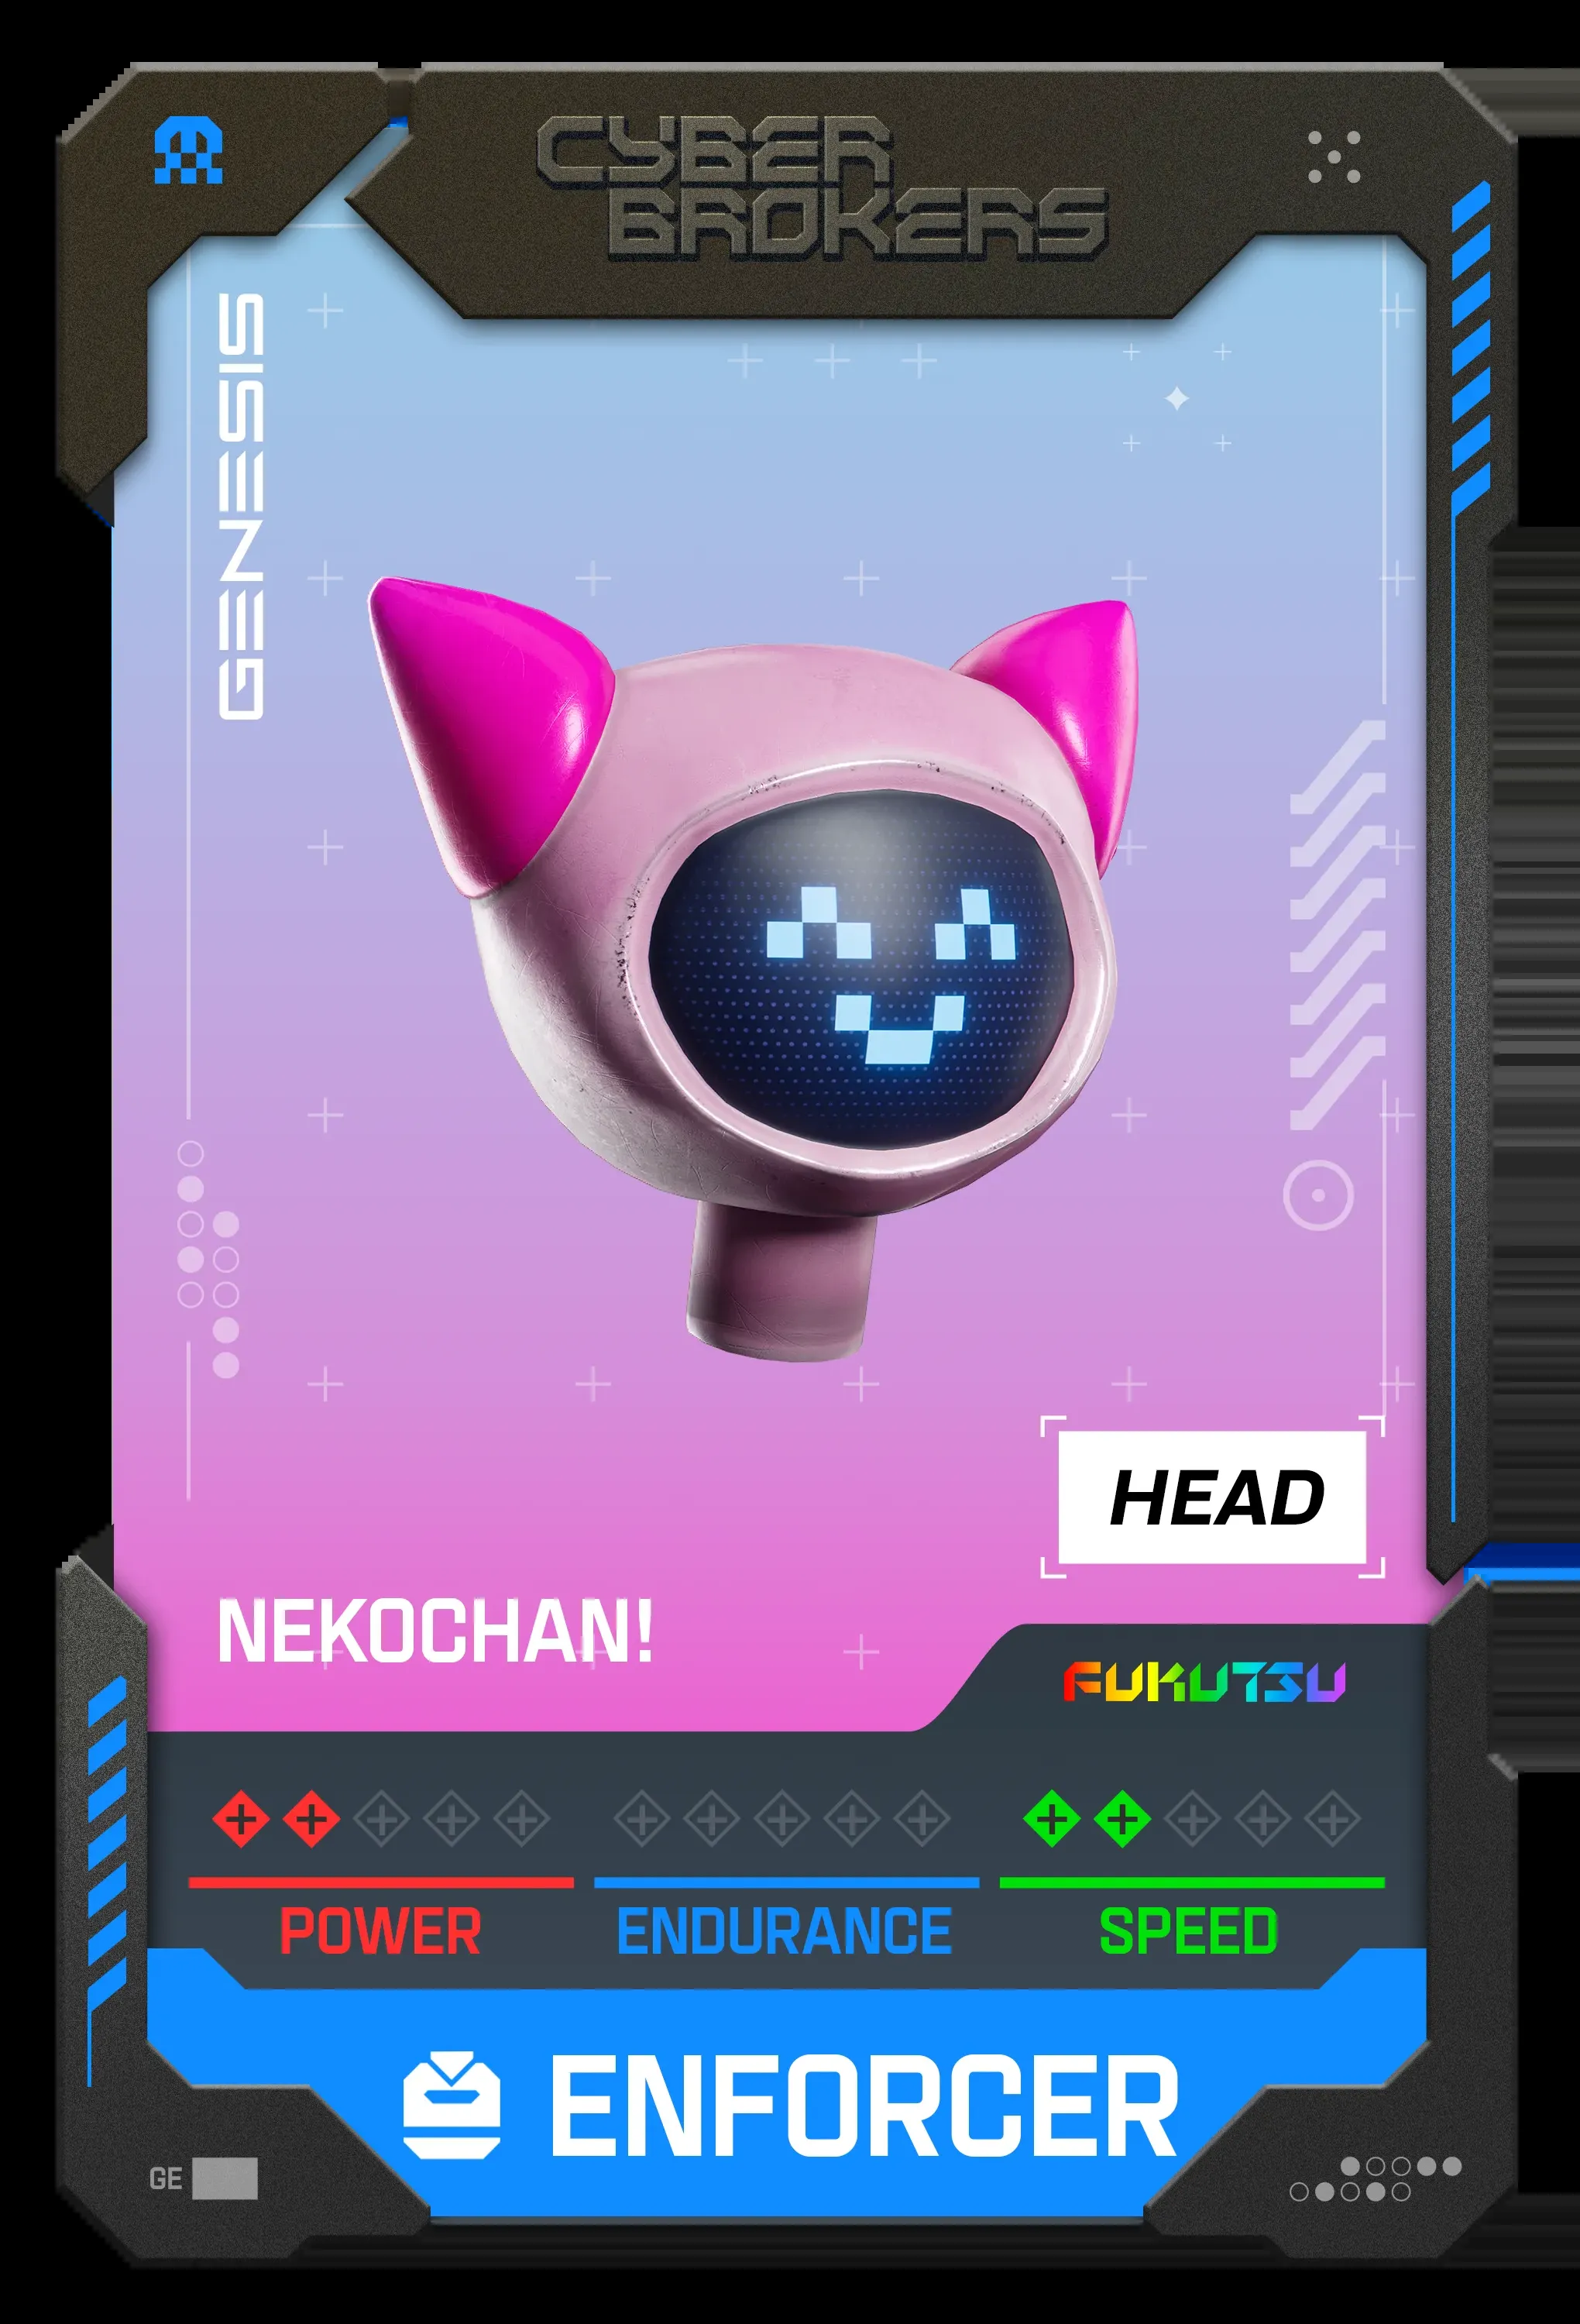 CYBER
BROKERS
GENESIS
HEAD
NEKOCHAN!
FUKUTSU
POWER
ENDURANCE
SPEED
ENFORCER
GE